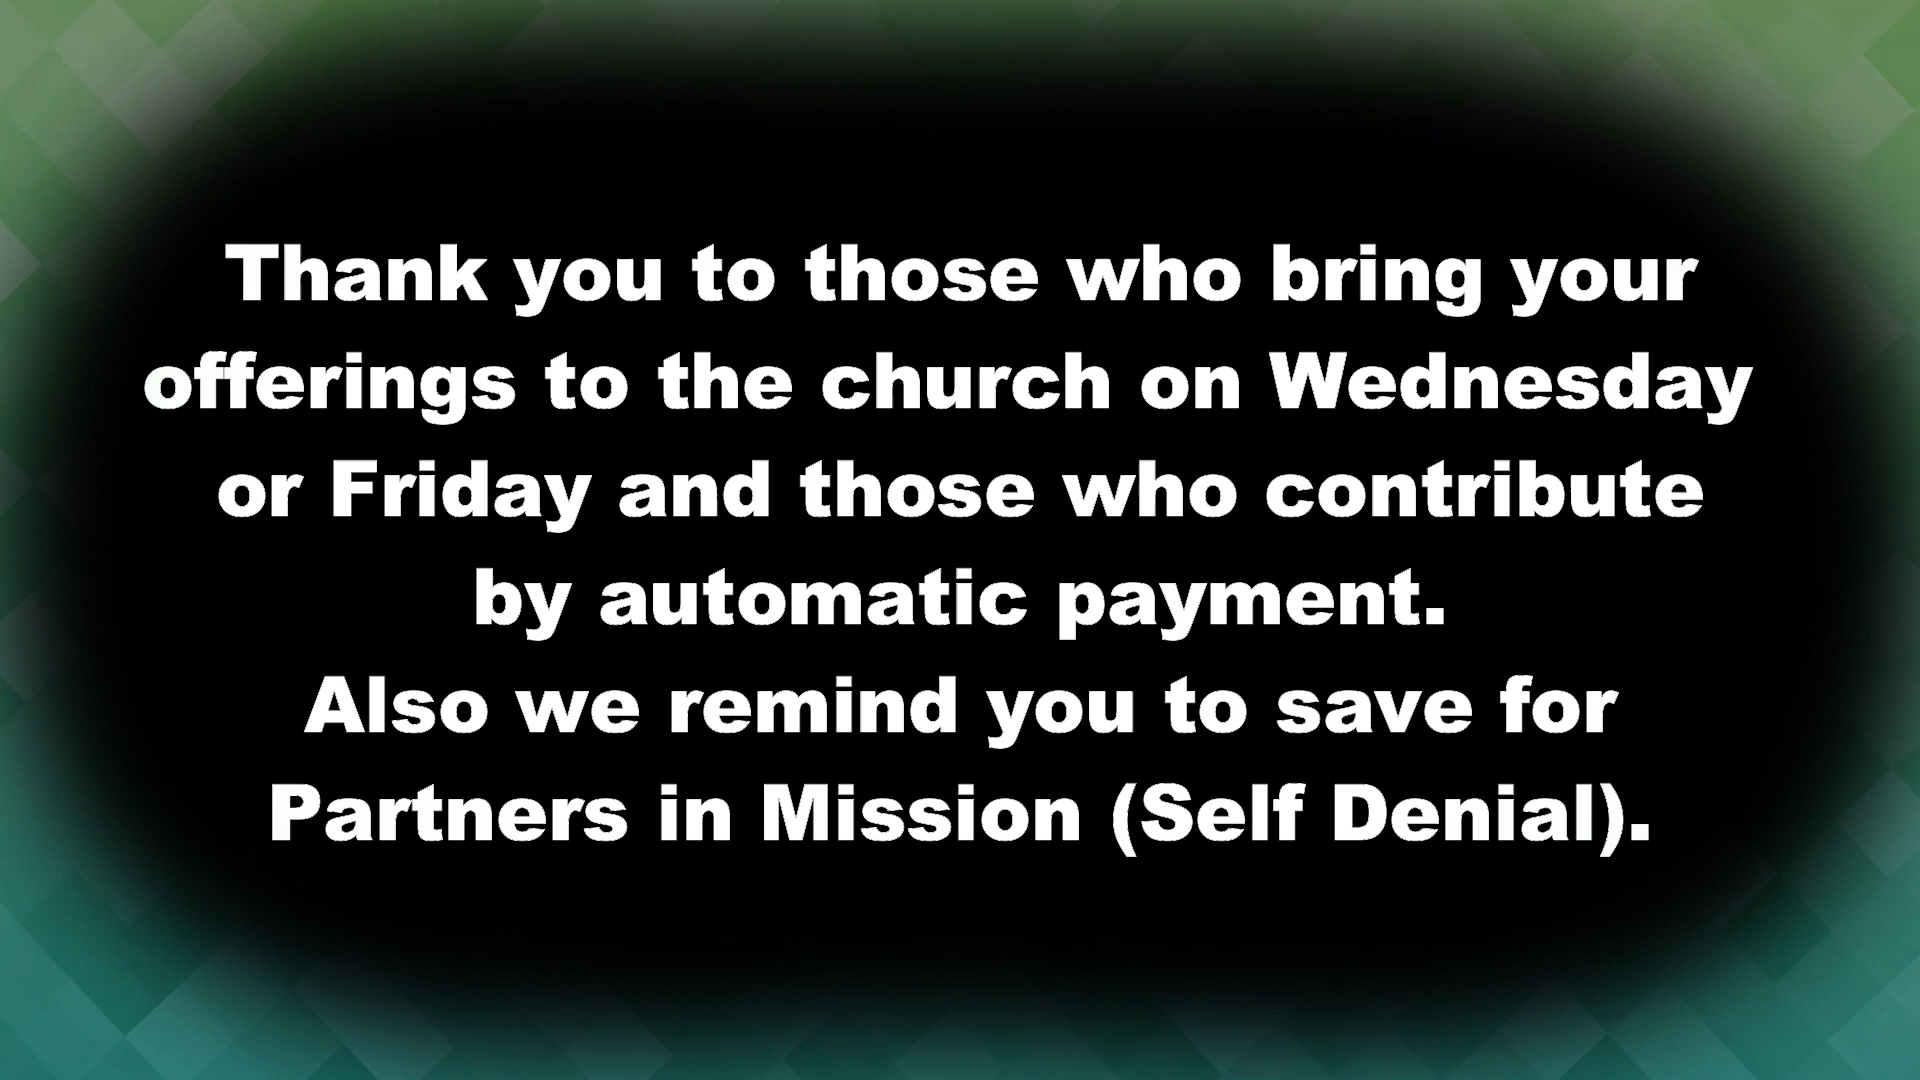 Thank you to those who bring your
offerings to the church on Wednesday
or Friday and those who contribute
by automatic payment.
Also we remind you to save for
Partners in Mission (Self Denial).